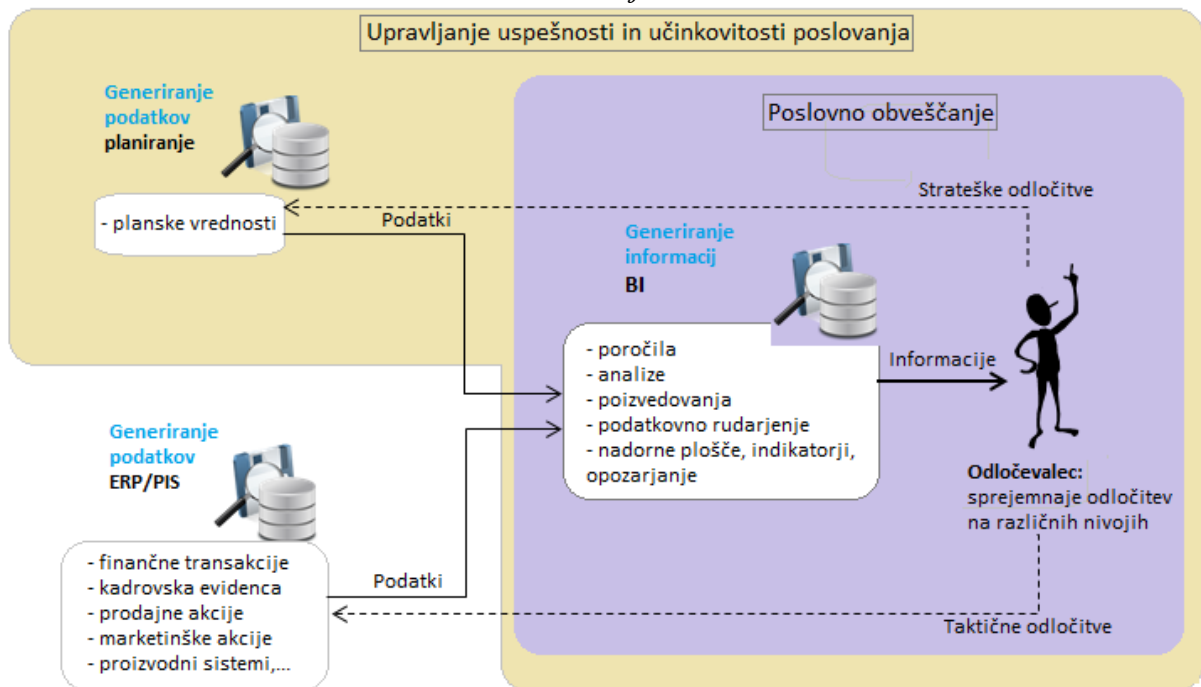 Upravljanje uspešnosti in učinkovitosti poslovanja
Generiranje
podatkov
planiranje
- planske vrednosti
Podatki
Poslovno obveščanje
Strateške odločitve
Generiranje
informacij
BI
- poročila
- analize
- poizvedovanja
- podatkovno rudarjenje
- nadorne plošče, indikatorji,
opozarjanje
Informacije
Odločevalec:
sprejemnaje odločitev
na različnih nivojih
Generiranje
podatkov
ERP/PIS
- finančne transakcije
- kadrovska evidenca
- prodajne akcije
- marketinške akcije
- proizvodni sistemi,...
Podatki
Taktične odločitve